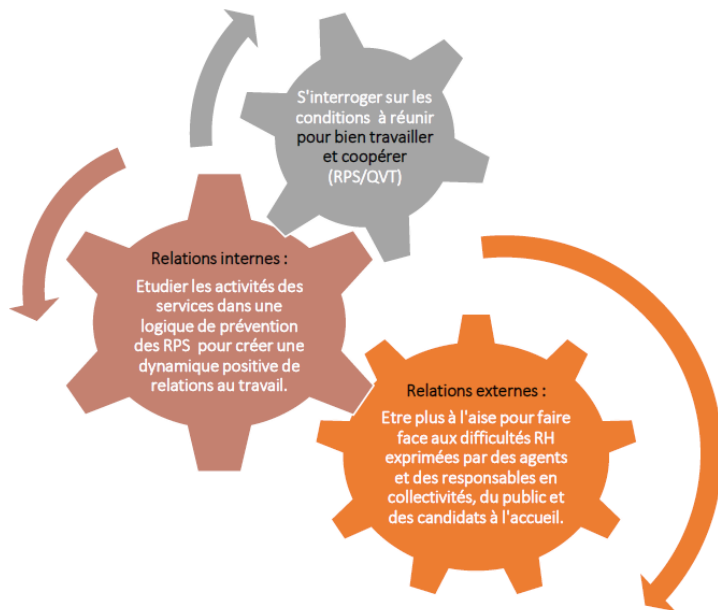 S'interroger sur les
conditions à réunir
pour bien travailler
et coopérer
(RPS/QVT)
Relations internes :
Etudier les activités des
services dans une
logique de prévention
des RPS pour créer une
dynamique positive de
relations au travail.
Relations externes :
Etre plus à l'aise pour faire
face aux difficultés RH
exprimées par des agents
et des responsables en
collectivités, du public et
des candidats à l'accueil.